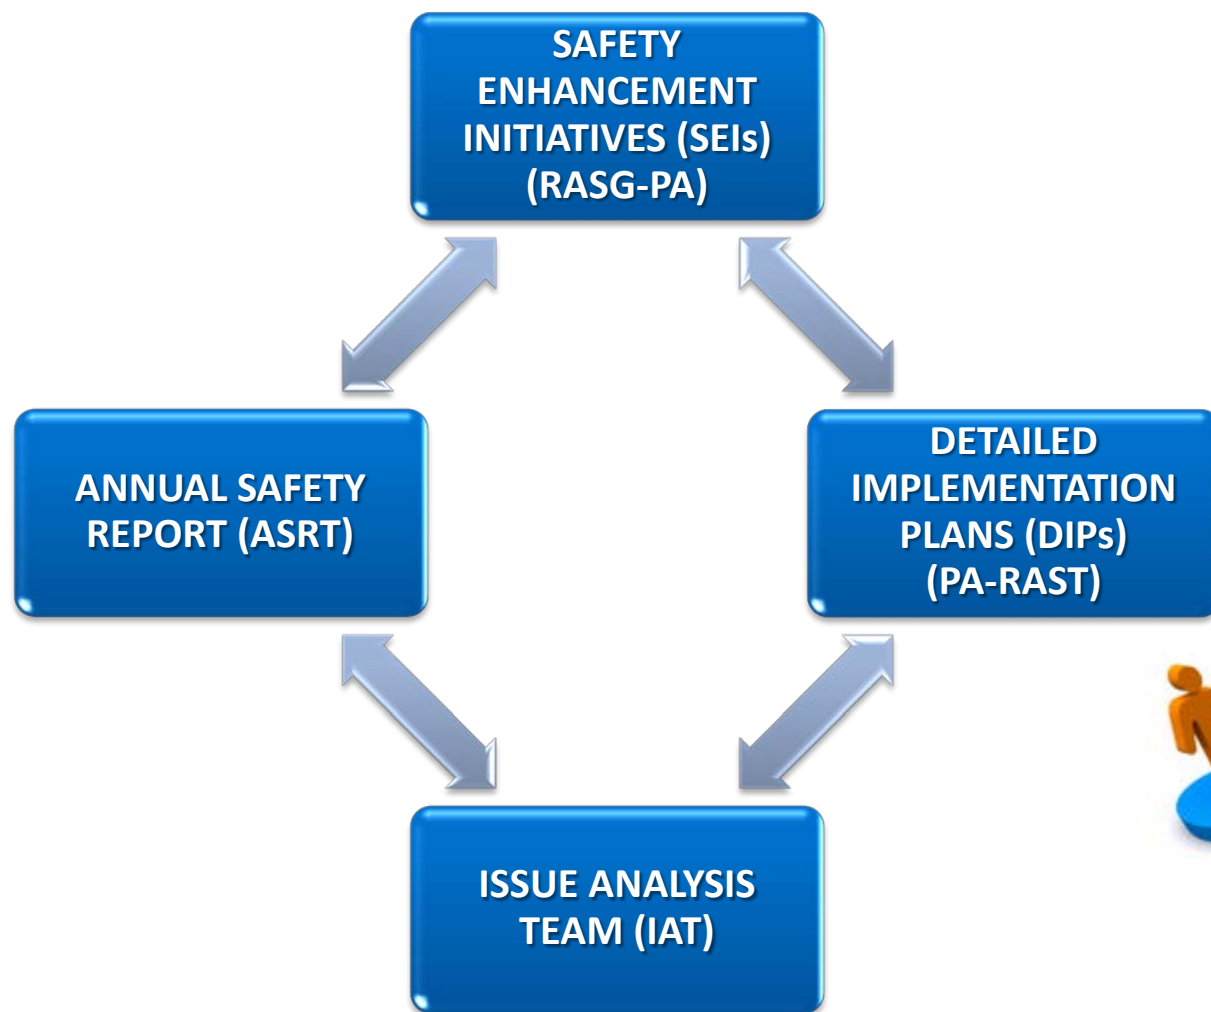 SAFETY
ENHANCEMENT
INITIATIVES (SEIs)
(RASG-PA)
ANNUAL SAFETY
REPORT (ASRT)
DETAILED
IMPLEMENTATION
PLANS (DIPs)
(PA-RAST)
ISSUE ANALYSIS
TEAM (IAT)